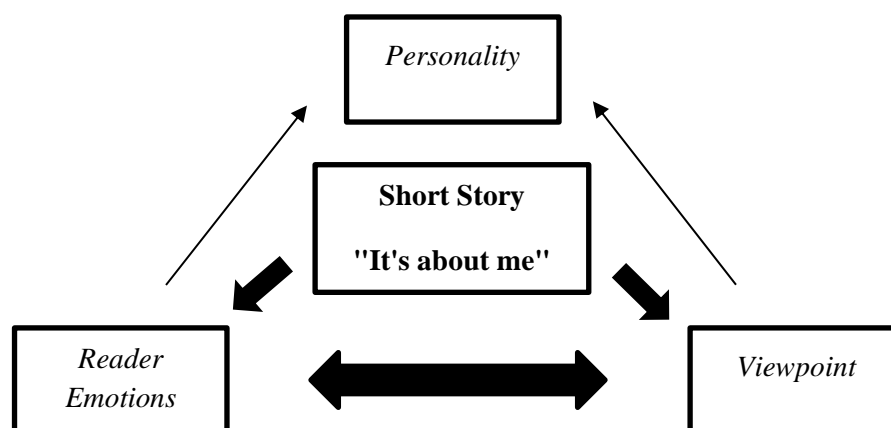 Personality
Short Story
"It's about me"
Reader
Emotions
Viewpoint